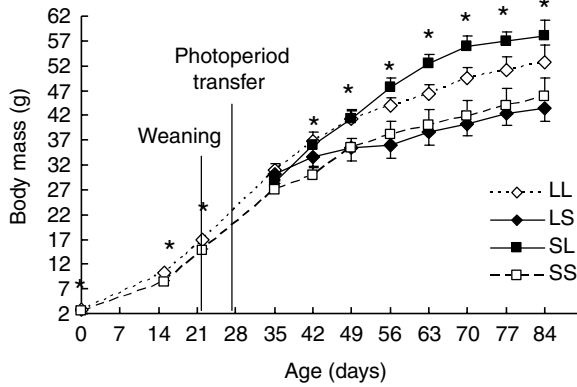 62
57
52
47
42
37
32
27
22
17
12
7
2
Body mass (g)
Photoperiod
transfer
Weaning
* * * * * * * * * * *
LL
LS
SL
SS
0 7 14 21 28 35 42 49 56 63 70 77 84
Age (days)